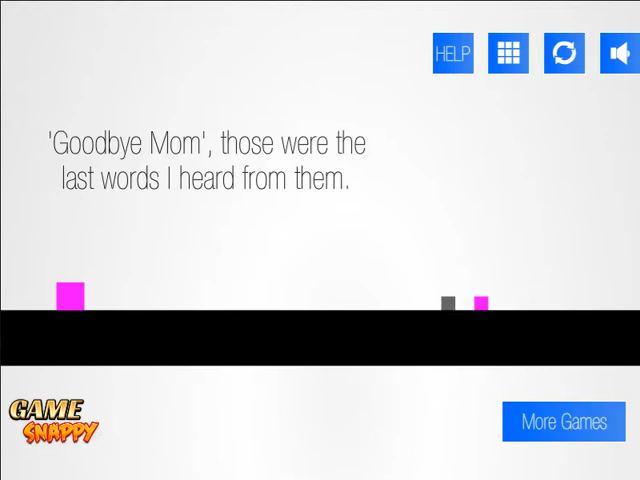 HELP
'Goodbye Mom', those were the
last words I heard from them.
GAME
SNAPPY
More Games